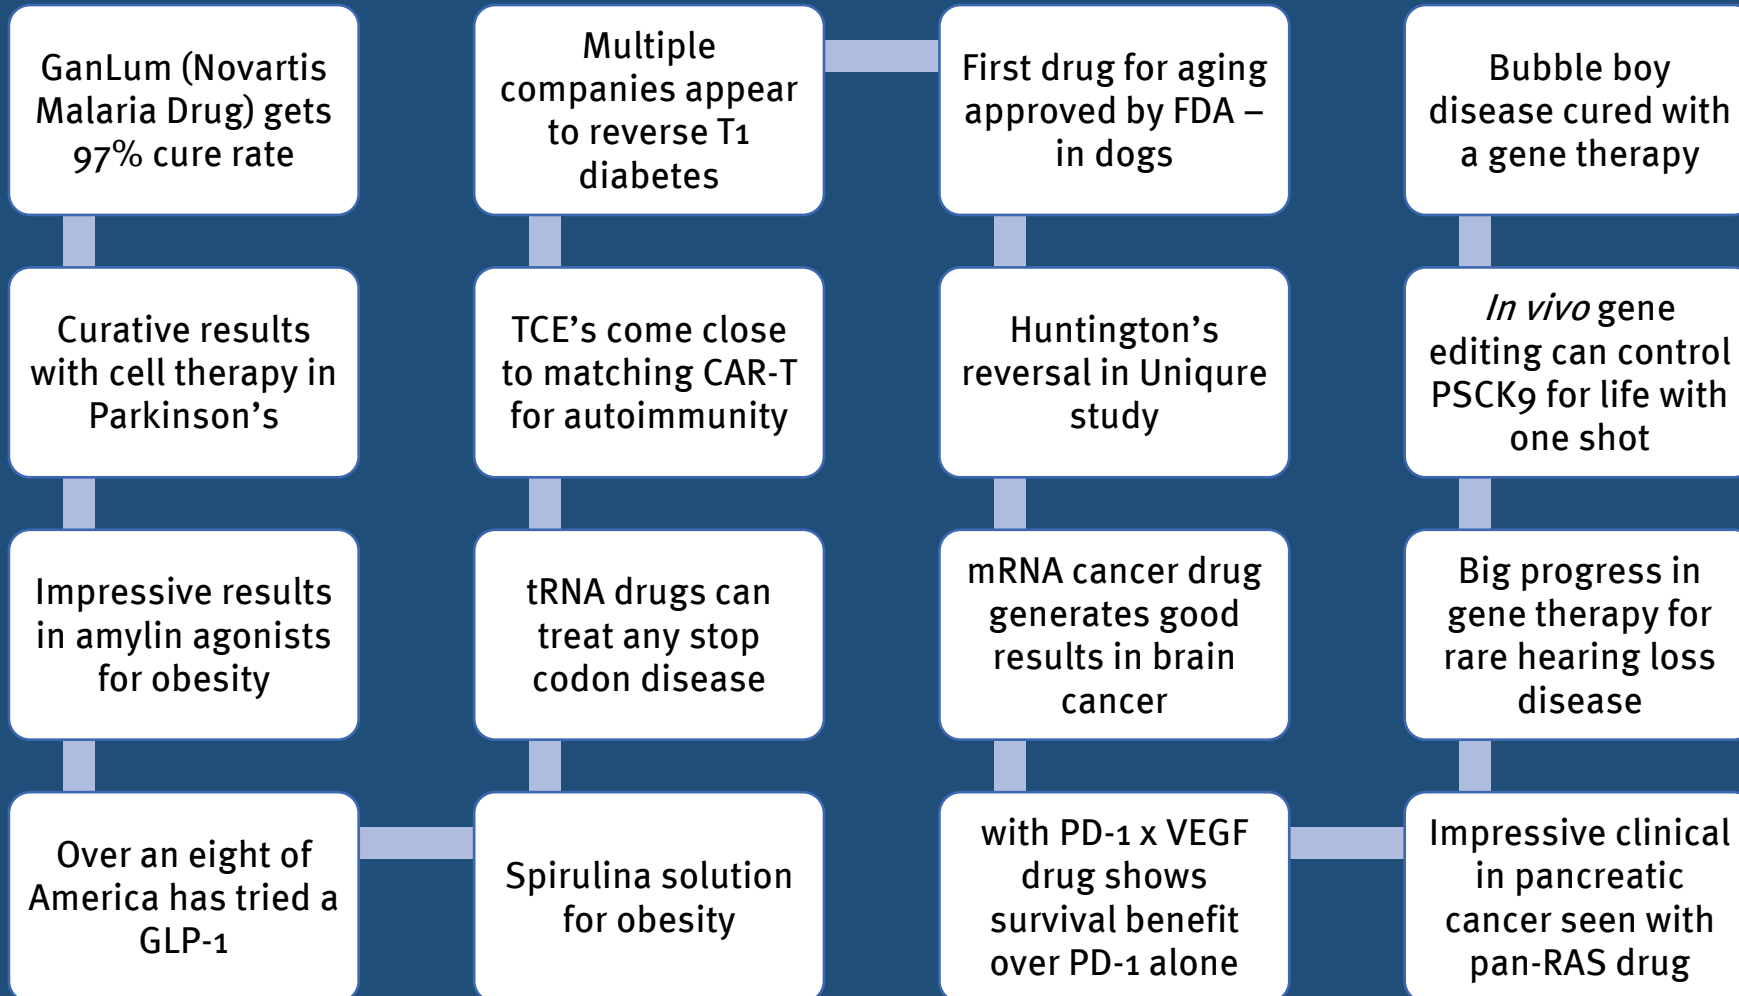 GanLum (Novartis
Malaria Drug) gets
97% cure rate
Curative results
with cell therapy in
Parkinson's
Impressive results
in amylin agonists
for obesity
Over an eight of
America has tried a
GLP-1
Spirulina solution
for obesity
tRNA drugs can
treat any stop
codon disease
TCE's come close
to matching CAR-T
for autoimmunity
Multiple
companies appear
to reverse T1
diabetes
First drug for aging
approved by FDA –
in dogs
Huntington's
reversal in Uniqure
study
mRNA cancer drug
generates good
results in brain
cancer
with PD-1 x VEGF
drug shows
survival benefit
over PD-1 alone
Impressive clinical
in pancreatic
cancer seen with
pan-RAS drug
Big progress in
gene therapy for
rare hearing loss
disease
In vivo gene
editing can control
PSCK9 for life with
one shot
Bubble boy
disease cured with
a gene therapy